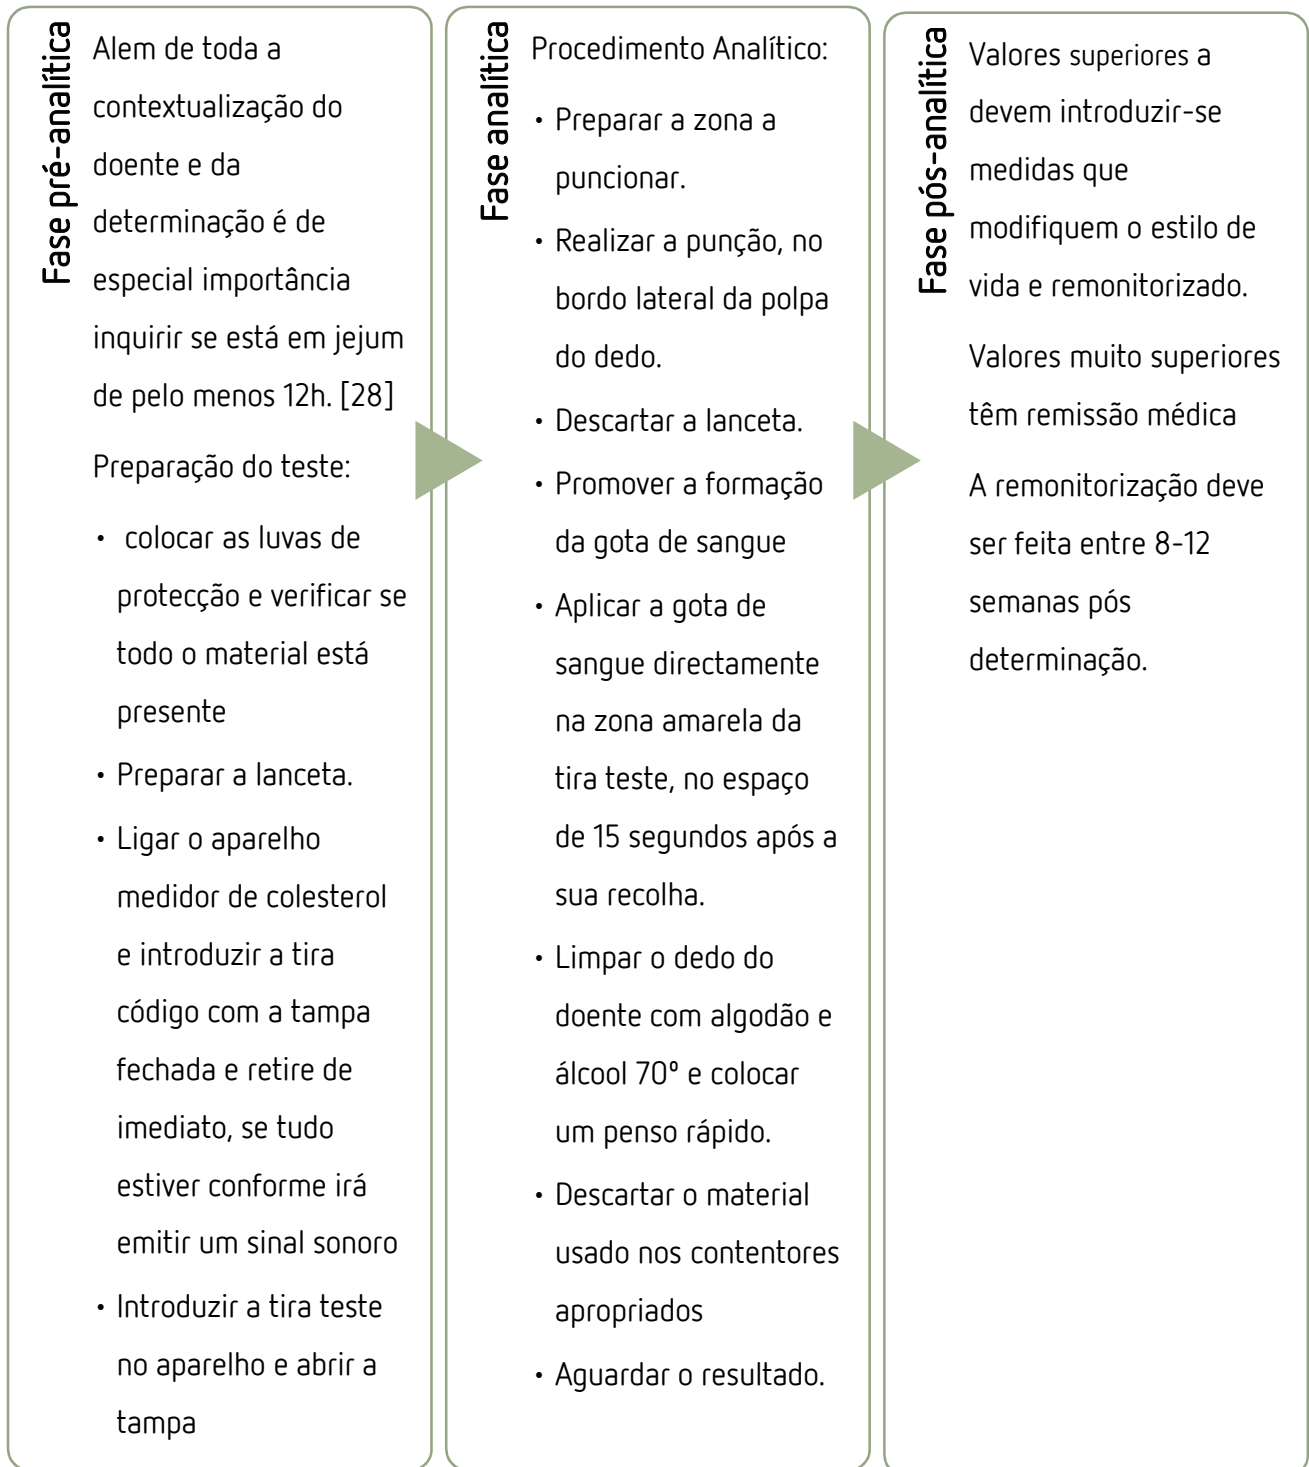 Fase pré-analítica
Alem de toda a
contextualização do
doente e da
determinação é de
especial importância
inquirir se está em jejum
de pelo menos 12h. [28]
Preparação do teste:
• colocar as luvas de
protecção e verificar se
todo o material está
presente
• Preparar a lanceta.
• Ligar o aparelho
medidor de colesterol
e introduzir a tira
código com a tampa
fechada e retire de
imediato, se tudo
estiver conforme irá
emitir um sinal sonoro
• Introduzir a tira teste
no aparelho e abrir a
tampa
Fase analítica
Procedimento Analítico:
• Preparar a zona a
puncionar.
• Realizar a punção, no
bordo lateral da polpa
do dedo.
• Descartar a lanceta.
• Promover a formação
da gota de sangue
• Aplicar a gota de
sangue directamente
na zona amarela da
tira teste, no espaço
de 15 segundos após a
sua recolha.
• Limpar o dedo do
doente com algodão e
álcool 70º e colocar
um penso rápido.
• Descartar o material
usado nos contentores
apropriados
• Aguardar o resultado.
Fase pós-analítica
Valores superiores a
devem introduzir-se
medidas que
modifiquem o estilo de
vida e remonitorizado.
Valores muito superiores
têm remissão médica
A remonitorização deve
ser feita entre 8-12
semanas pós
determinação.